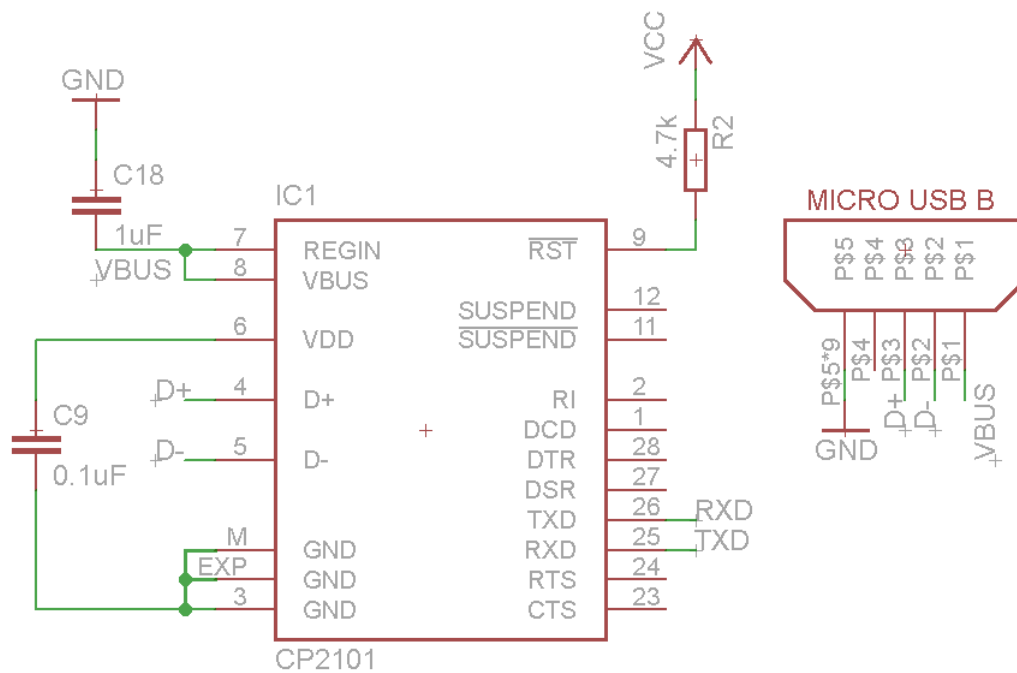 GND
C18
1uF
VBUS
C9
0.1uF
D+
D-
IC1
7 REGIN
8 VBUS
6 VDD
4 D+
5 D-
M GND
EXP GND
3 GND
RST 9
SUSPEND 12
SUSPEND 11
RI 2
DCD 1
DTR 28
DSR 27
TXD 26 RXD
RXD 25 TXD
RTS 24
CTS 23
CP2101
VCC
4.7k
R2
MICRO USB B
P$5 P$4 P$3 P$2 P$1
P$5*9 P$4 P$3 P$2 P$1
GND
D+
D-
VBUS